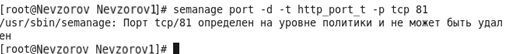 [root@Nevzorov Nevzorov1]# semanage port -d -t http_port_t -p tcp 81
/usr/sbin/semanage: Порт tcp/81 определен на уровне политики и не может быть удал
ен
[root@Nevzorov Nevzorov1]#